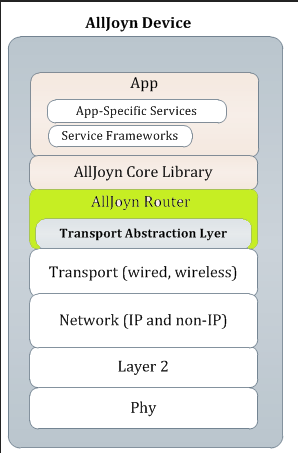 AllJoyn Device
App
App-Specific Services
Service Frameworks
AllJoyn Core Library
AllJoyn Router
Transport Abstraction Lyer
Transport (wired, wireless)
Network (IP and non-IP)
Layer 2
Phy